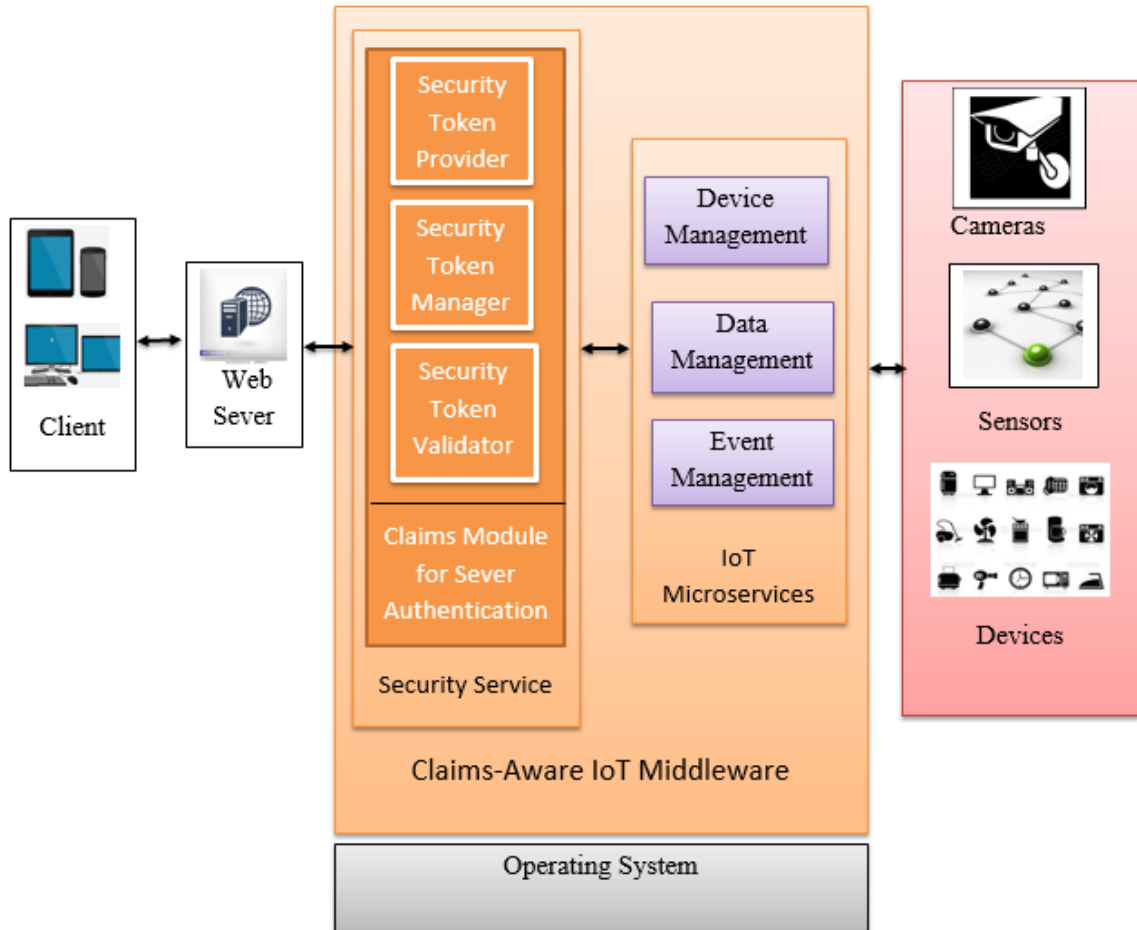 Client
Web
Sever
Security
Token
Provider
Security
Token
Manager
Security
Token
Validator
Claims Module
for Sever
Authentication
Security Service
Device
Management
Data
Management
Event
Management
IoT
Microservices
Claims-Aware IoT Middleware
Operating System
Cameras
Sensors
Devices